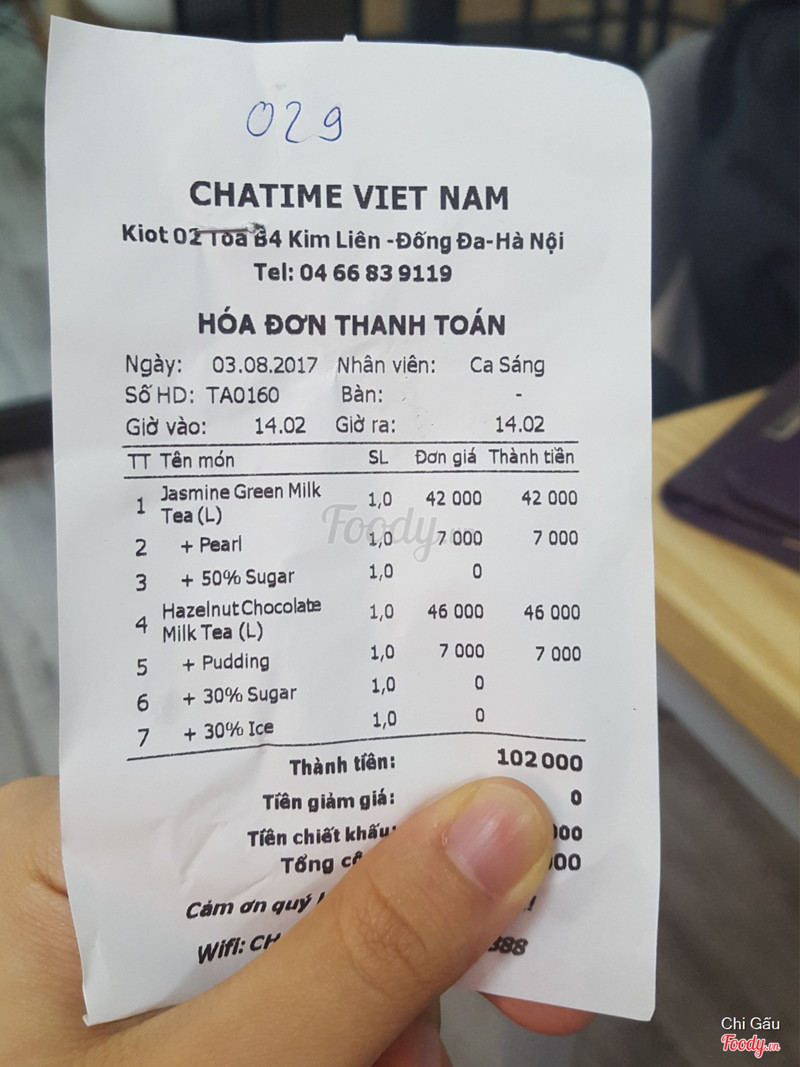 029
CHATIME VIET NAM
Kiot 02 Tòa B4 Kim Liên -Đống Đa-Hà Nội
Tel: 04 66 83 9119
HÓA ĐƠN THANH TOÁN
Ngày: 03.08.2017 Nhân viên: Ca Sáng
Số HD: TA0160 Bàn: -
Giờ vào: 14.02 Giờ ra: 14.02
TT Tên món SL Đơn giá Thành tiền
1 Jasmine Green Milk Tea (L) 1,0 42 000 42 000
2 + Pearl 1,0 7 000 7 000
3 + 50% Sugar 1,0 0
4 Hazelnut Chocolate Milk Tea (L) 1,0 46 000 46 000
5 + Pudding 1,0 7 000 7 000
6 + 30% Sugar 1,0 0
7 + 30% Ice 1,0 0
Thành tiền: 102 000
Tiền giảm giá: 0
Tiền chiết khấu: 000
Tổng 000
Cảm ơn quý !
Wifi: CH 888
Foody.vn
Chi Gấu
Foody.vn